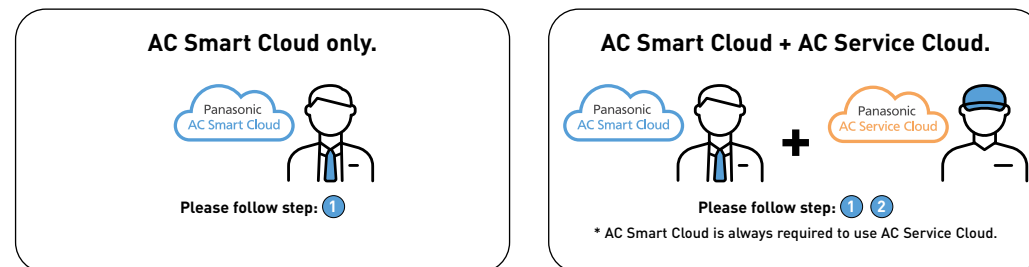 AC Smart Cloud only.
Panasonic
AC Smart Cloud
Please follow step: 1
AC Smart Cloud + AC Service Cloud.
Panasonic
AC Smart Cloud
+
Panasonic
AC Service Cloud
Please follow step: 1 2
* AC Smart Cloud is always required to use AC Service Cloud.